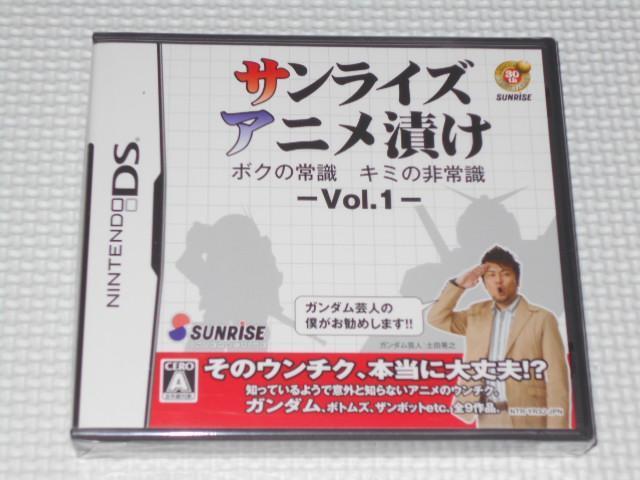 NINTENDO DS
サンライズ
アニメ漬け
ボクの常識 キミの非常識
-Vol.1-
30th
SUNRISE
ガンダム芸人の
僕がお勧めします!!
ガンダム芸人:土田晃之
SUNRISE
CERO
A
そのウンチク、本当に大丈夫!?
知っているようで意外と知らないアニメのウンチク。
ガンダム、ボトムズ、ザンボットetc.、全9作品。